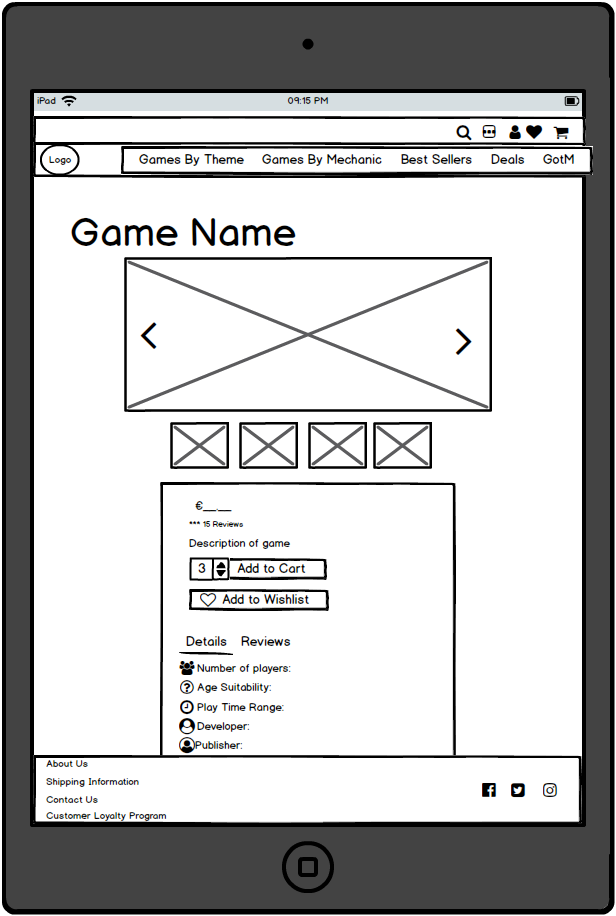 iPad 09:15 PM
Logo Games By Theme Games By Mechanic Best Sellers Deals GotM
Game Name
€__.__
*** 15 Reviews
Description of game
3 Add to Cart
Add to Wishlist
Details Reviews
Number of players:
Age Suitability:
Play Time Range:
Developer:
Publisher:
About Us
Shipping Information
Contact Us
Customer Loyalty Program